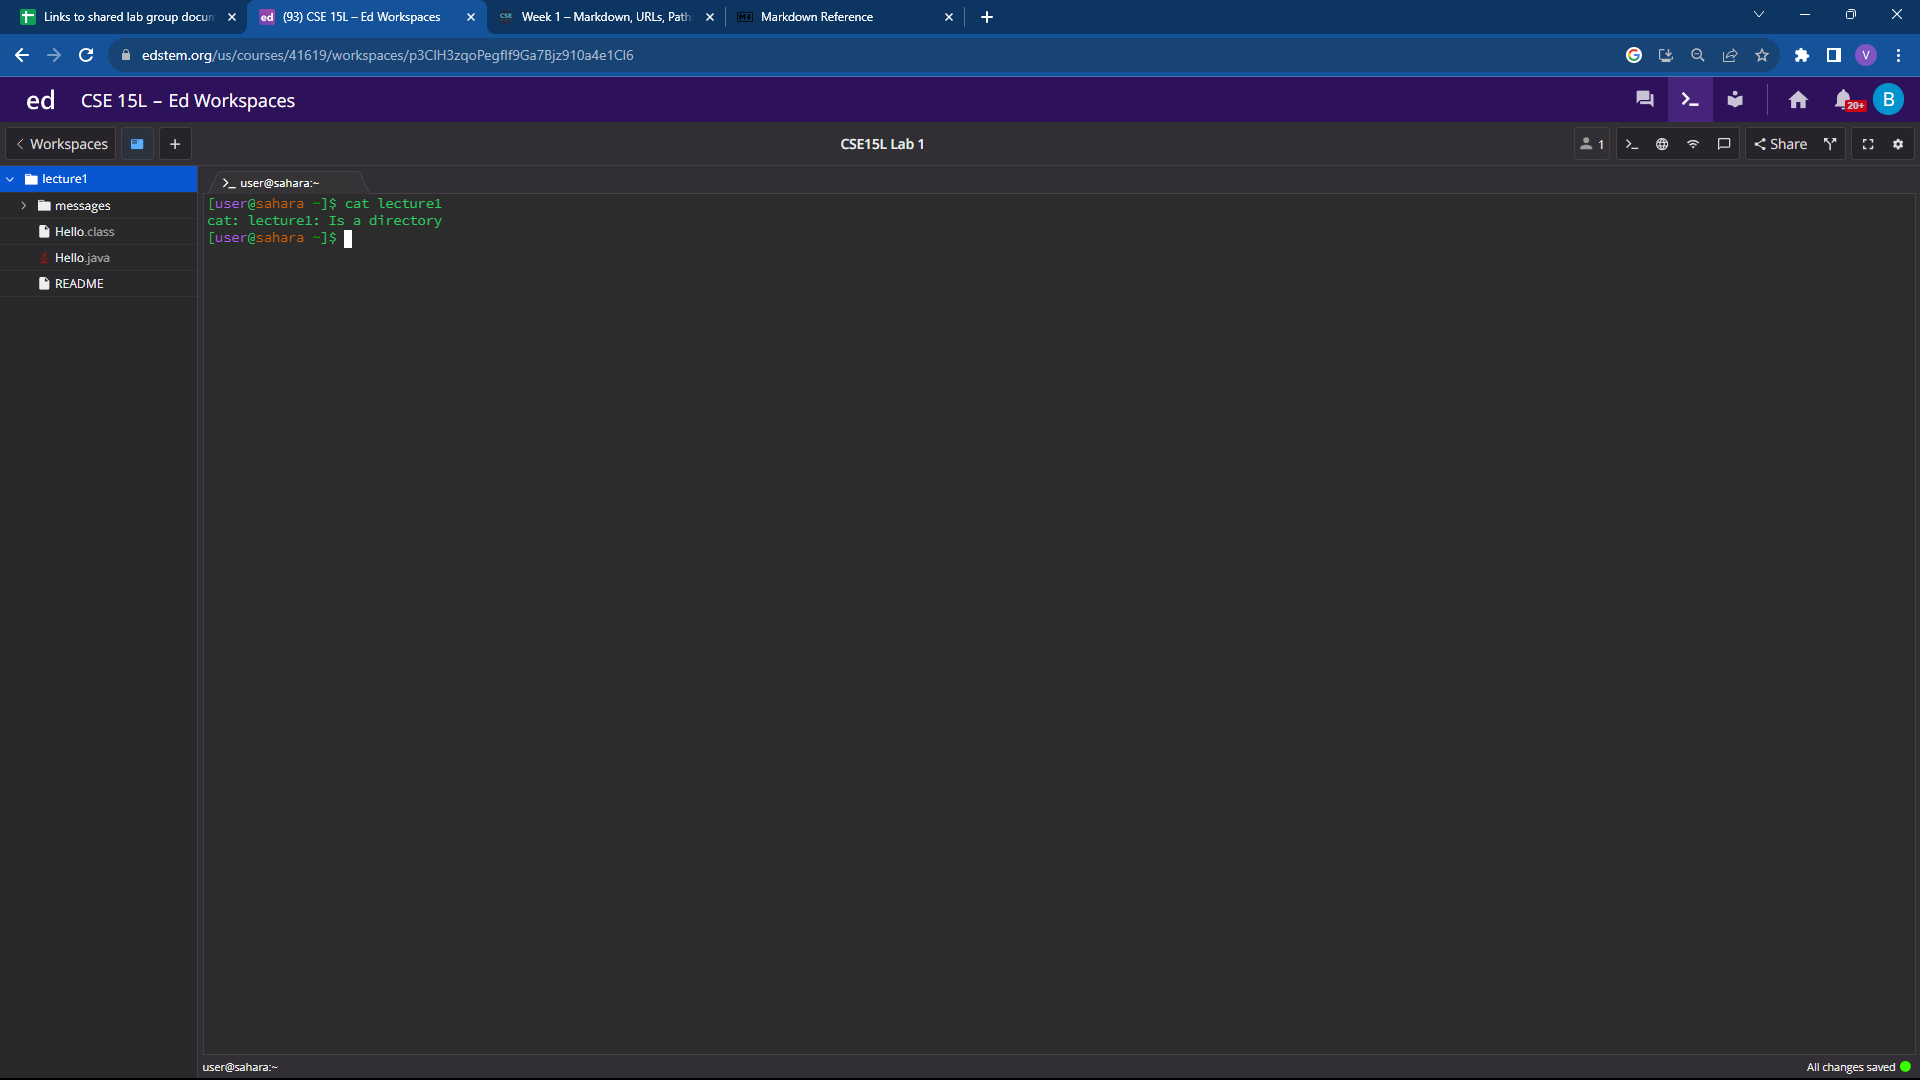 Links to shared lab group docum
(93) CSE 15L – Ed Workspaces
CSE
Week 1 – Markdown, URLs, Path
Markdown Reference
edstem.org/us/courses/41619/workspaces/p3CIH3zqoPegfIf9Ga7Bjz910a4e1CI6
V
ed CSE 15L – Ed Workspaces
20+
B
Workspaces
CSE15L Lab 1
1
Share
lecture1
messages
Hello.class
Hello.java
README
>_ user@sahara:~
[user@sahara ~]$ cat lecture1
cat: lecture1: Is a directory
[user@sahara ~]$
user@sahara:~
All changes saved